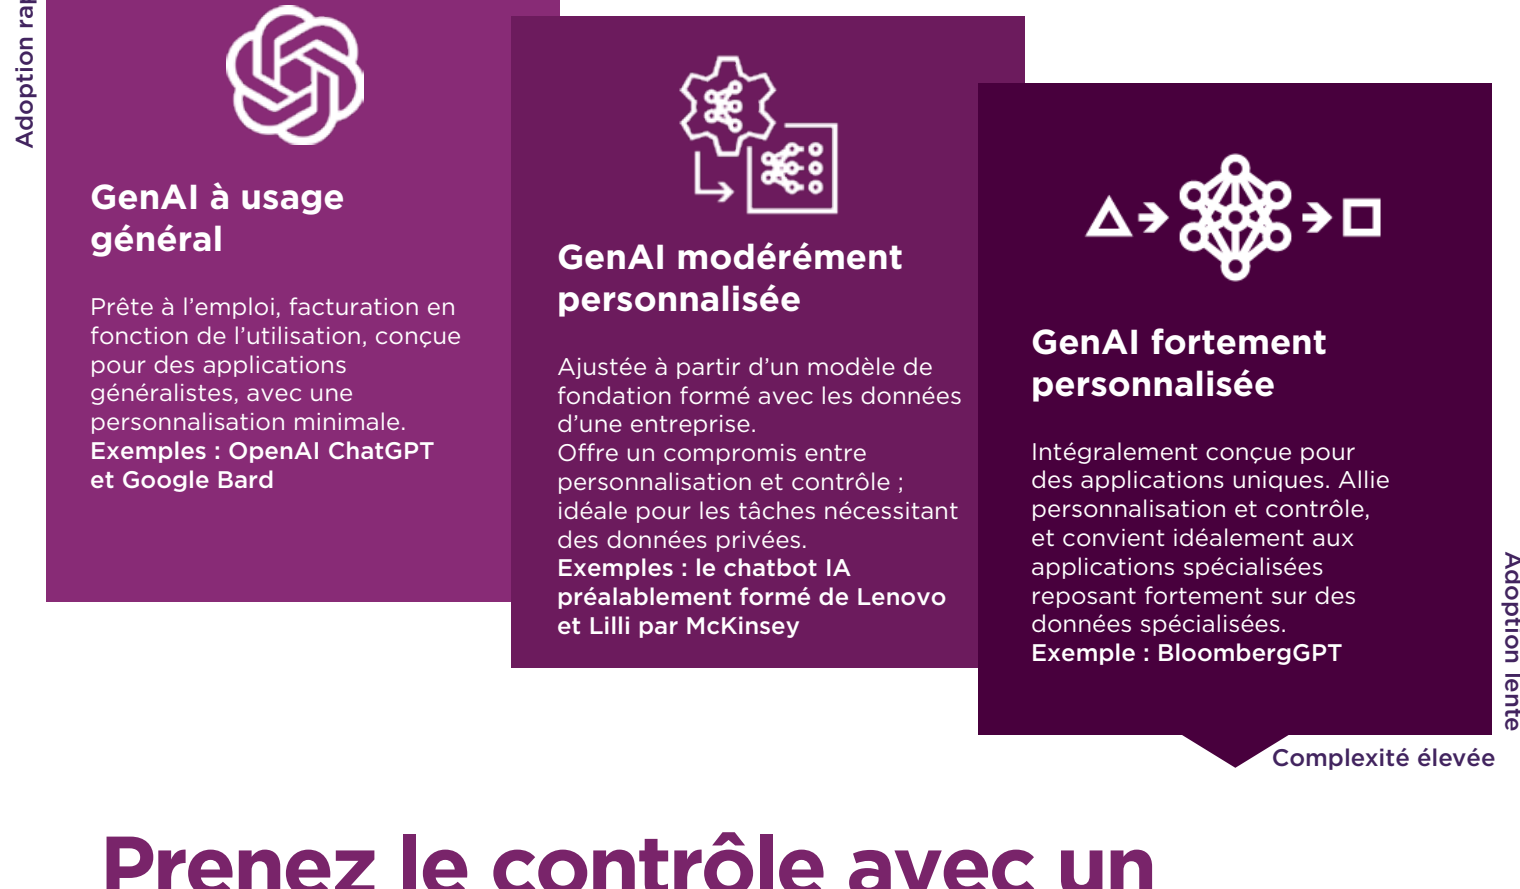 Adoption
GenAI à usage
général
Prête à l’emploi, facturation en
fonction de l’utilisation, conçue
pour des applications
généralistes, avec une
personnalisation minimale.
Exemples : OpenAI ChatGPT
et Google Bard
GenAI modérément
personnalisée
Ajustée à partir d’un modèle de
fondation formé avec les données
d’une entreprise.
Offre un compromis entre
personnalisation et contrôle ;
idéale pour les tâches nécessitant
des données privées.
Exemples : le chatbot IA
préalablement formé de Lenovo
et Lilli par McKinsey
GenAI fortement
personnalisée
Intégralement conçue pour
des applications uniques. Allie
personnalisation et contrôle,
et convient idéalement aux
applications spécialisées
reposant fortement sur des
données spécialisées.
Exemple : BloombergGPT
Adoption lente
Complexité élevée
Prenez le contrôle avec un